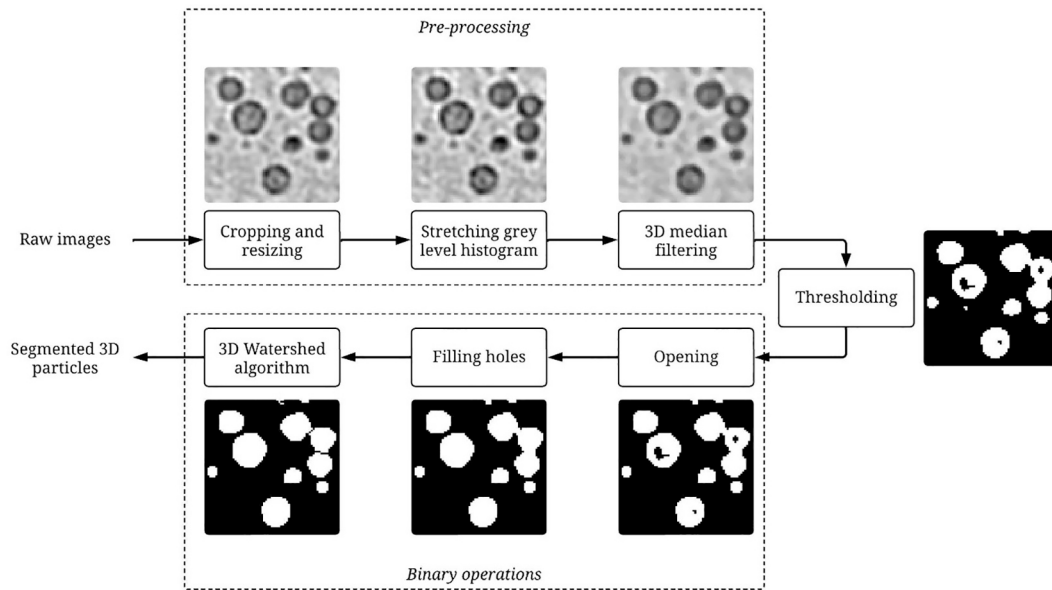 Pre-processing
Raw images
Cropping and
resizing
Stretching grey
level histogram
3D median
filtering
Thresholding
Segmented 3D
particles
3D Watershed
algorithm
Filling holes
Opening
Binary operations